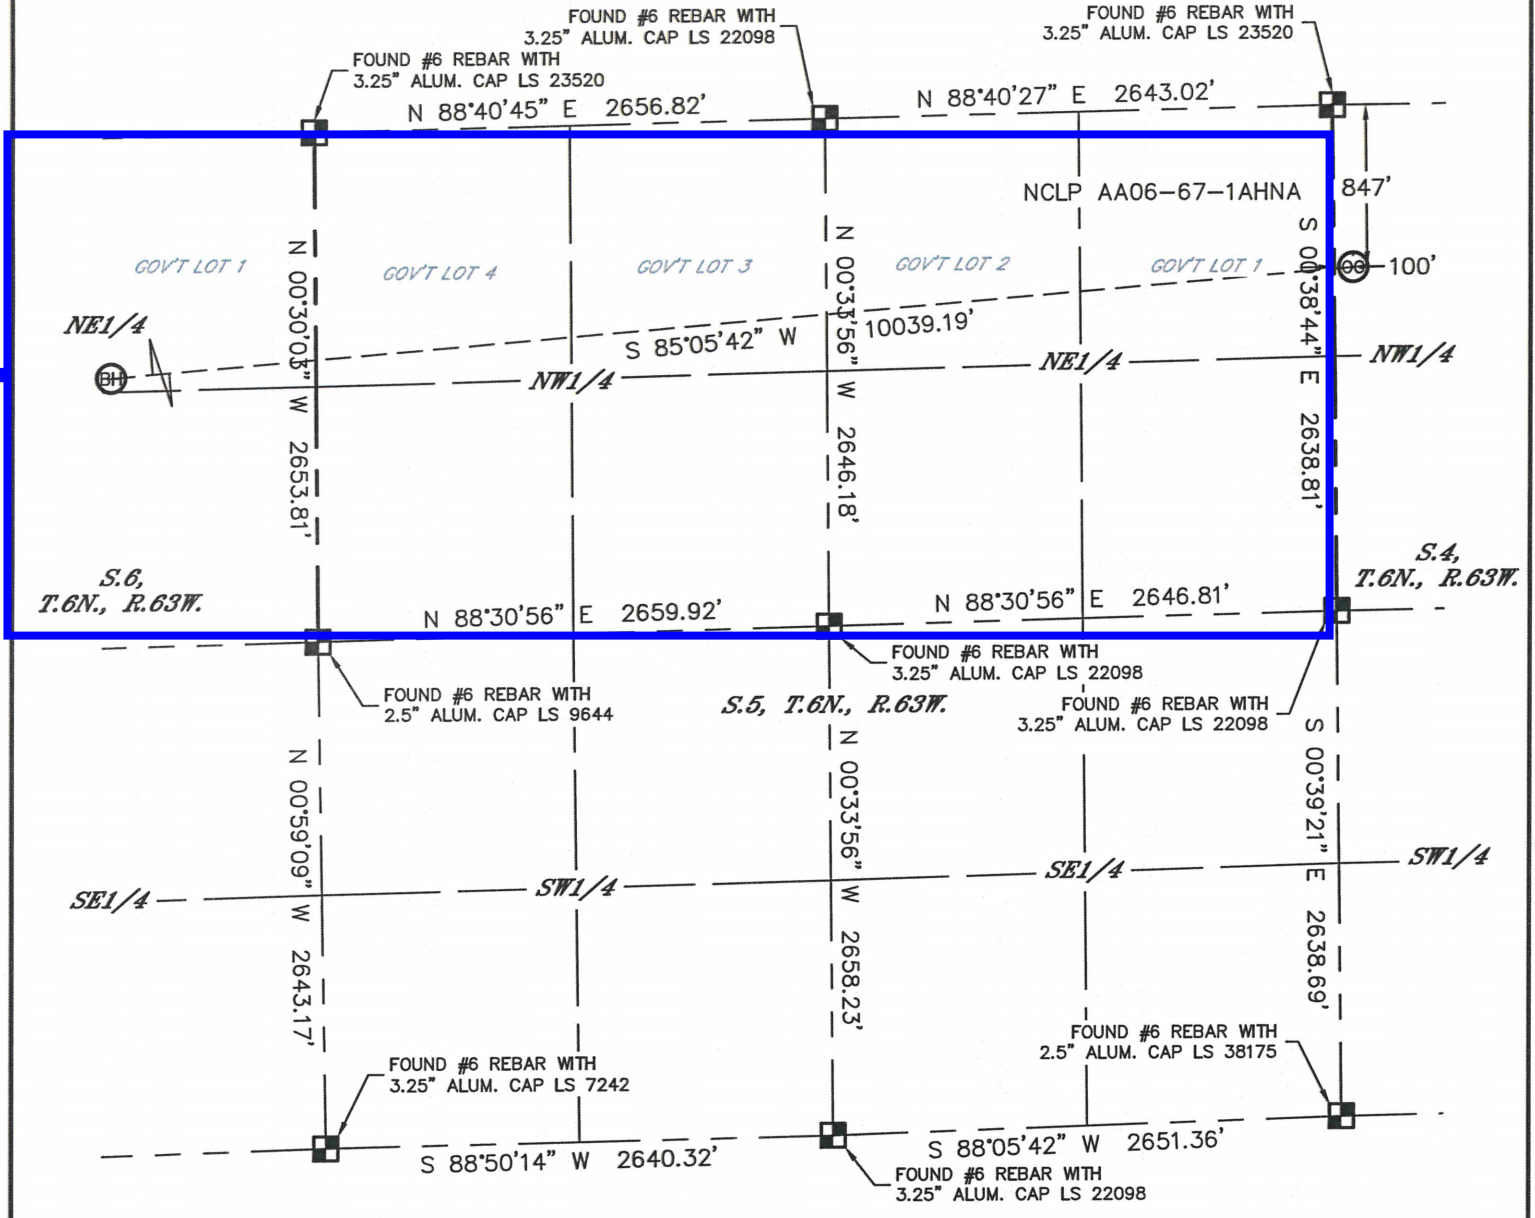 FOUND #6 REBAR WITH
3.25" ALUM. CAP LS 22098
FOUND #6 REBAR WITH
3.25" ALUM. CAP LS 23520
FOUND #6 REBAR WITH
3.25" ALUM. CAP LS 23520
N 88°40'45" E 2656.82'
N 88°40'27" E 2643.02'
NCLP AA06-67-1AHNA
847'
GOV'T LOT 1
GOV'T LOT 4
GOV'T LOT 3
GOV'T LOT 2
GOV'T LOT 1
100'
NE1/4
BH
S 85°05'42" W 10039.19'
NW1/4
NE1/4
NW1/4
N 00°30'03" W 2653.81'
N 00°33'56" W 2646.18'
S 00°38'44" E 2638.81'
S.6,
T.6N., R.63W.
S.4,
T.6N., R.63W.
N 88°30'56" E 2659.92'
N 88°30'56" E 2646.81'
FOUND #6 REBAR WITH
3.25" ALUM. CAP LS 22098
FOUND #6 REBAR WITH
2.5" ALUM. CAP LS 9644
S.5, T.6N., R.63W.
FOUND #6 REBAR WITH
3.25" ALUM. CAP LS 22098
N 00°59'09" W 2643.17'
N 00°33'56" W 2658.23'
S 00°39'21" E 2638.69'
SE1/4
SW1/4
SE1/4
SW1/4
FOUND #6 REBAR WITH
3.25" ALUM. CAP LS 7242
FOUND #6 REBAR WITH
2.5" ALUM. CAP LS 38175
S 88°50'14" W 2640.32'
S 88°05'42" W 2651.36'
FOUND #6 REBAR WITH
3.25" ALUM. CAP LS 22098